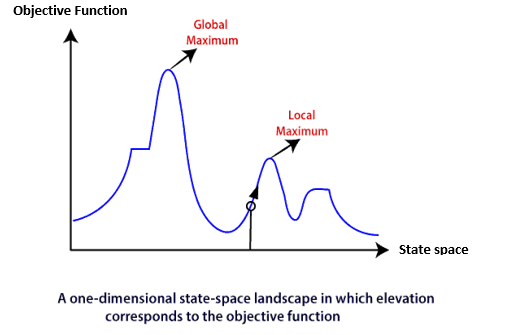 Objective Function
Global
Maximum
Local
Maximum
State space
A one-dimensional state-space landscape in which elevation
corresponds to the objective function